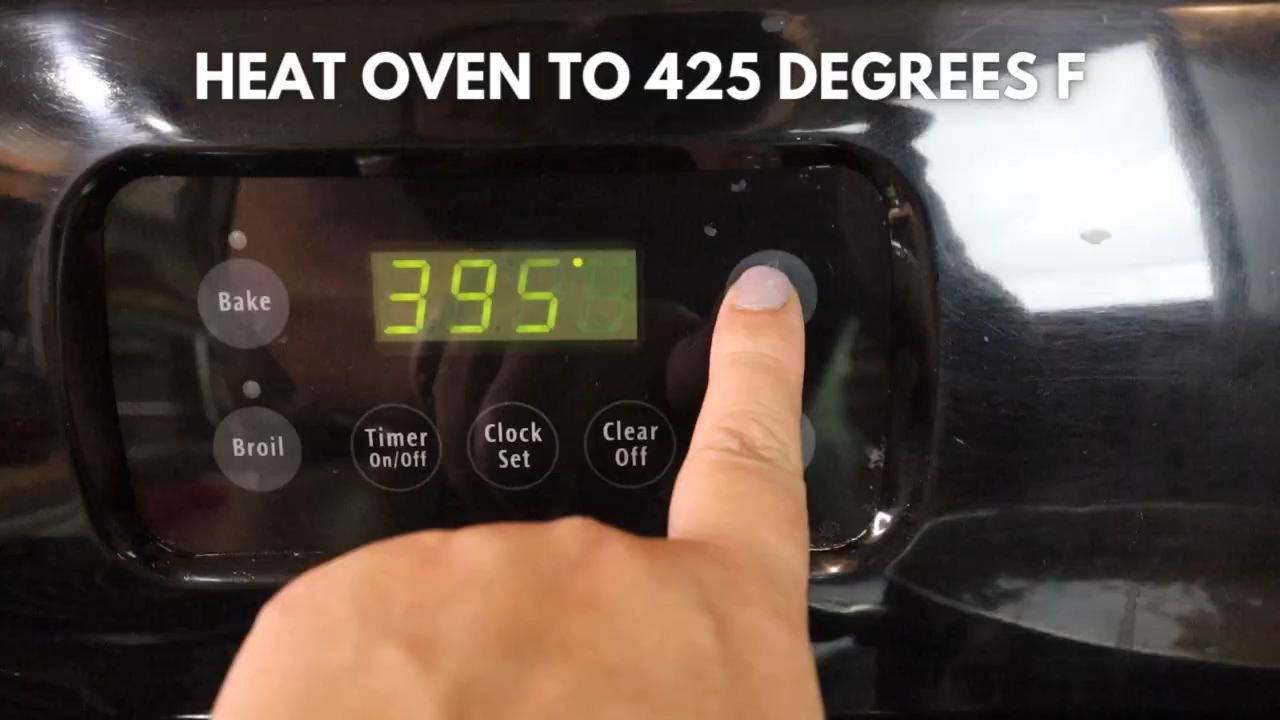 HEAT OVEN TO 425 DEGREES F
Bake
395°
Broil
Timer
On/Off
Clock
Set
Clear
Off